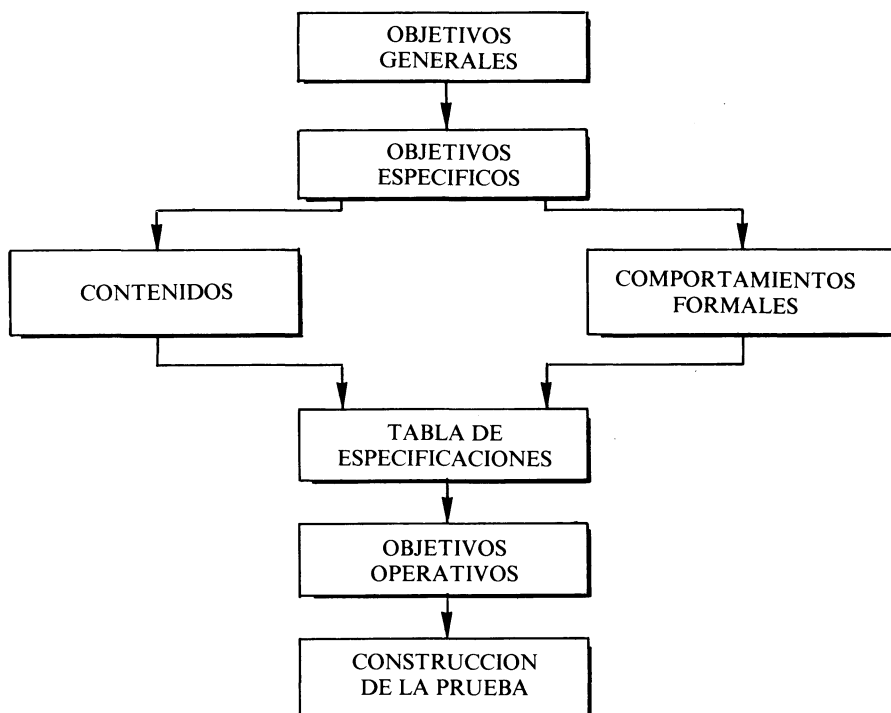 OBJETIVOS
GENERALES
OBJETIVOS
ESPECIFICOS
CONTENIDOS
COMPORTAMIENTOS
FORMALES
TABLA DE
ESPECIFICACIONES
OBJETIVOS
OPERATIVOS
CONSTRUCCION
DE LA PRUEBA